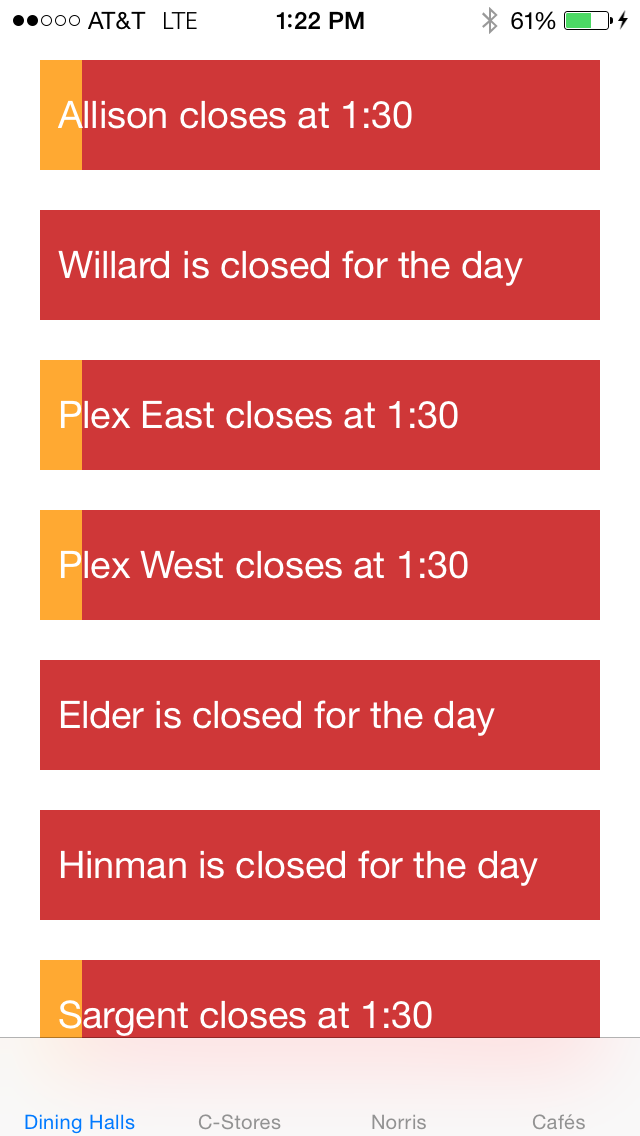 AT&T LTE 1:22 PM 61%
Allison closes at 1:30
Willard is closed for the day
Plex East closes at 1:30
Plex West closes at 1:30
Elder is closed for the day
Hinman is closed for the day
Sargent closes at 1:30
Dining Halls C-Stores Norris Cafés